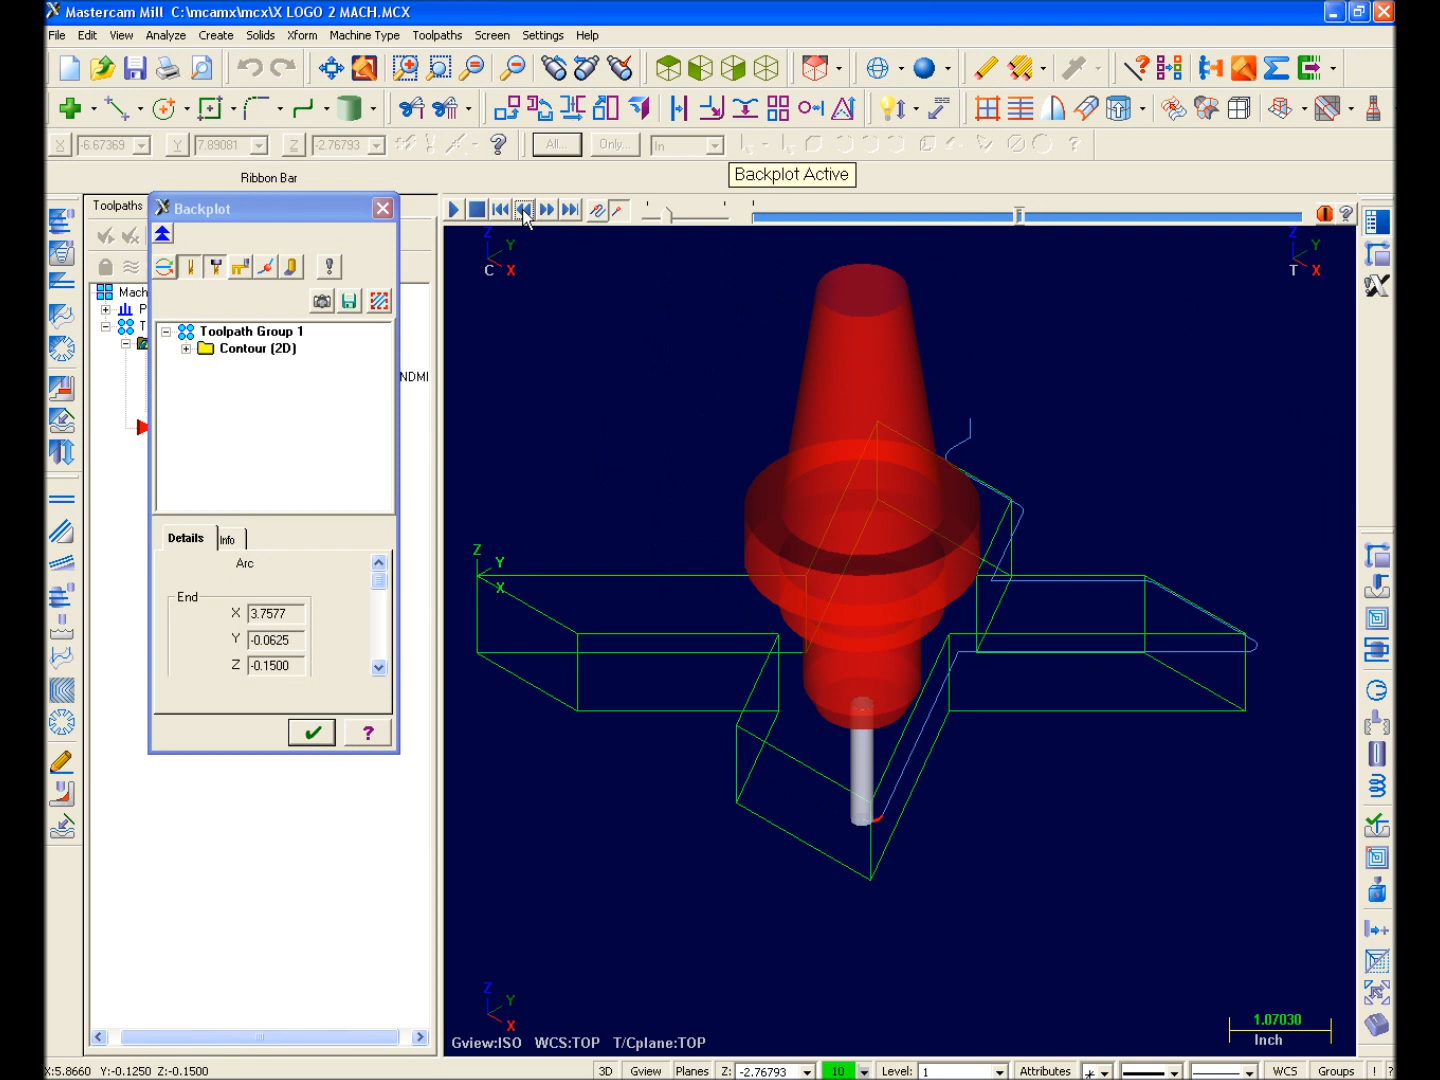 Mastercam Mill C:\mcamx\mcx\X LOGO 2 MACH.MCX
File Edit View Analyze Create Solids Xform Machine Type Toolpaths Screen Settings Help
X -6.67369 Y 7.89081 Z -2.76793 All... Only... In
Backplot Active
Ribbon Bar
Toolpaths
Backplot
Z Y X C
Z Y X T
Mach
P
T
Toolpath Group 1
Contour (2D)
NDMI
Details Info
Arc
End
X 3.7577
Y -0.0625
Z -0.1500
Z Y X
Z Y X
1.07030
Inch
Gview:ISO WCS:TOP T/Cplane:TOP
X:5.8660 Y:-0.1250 Z:-0.1500
3D Gview Planes Z: -2.76793 10 Level: 1 Attributes WCS Groups ! ?